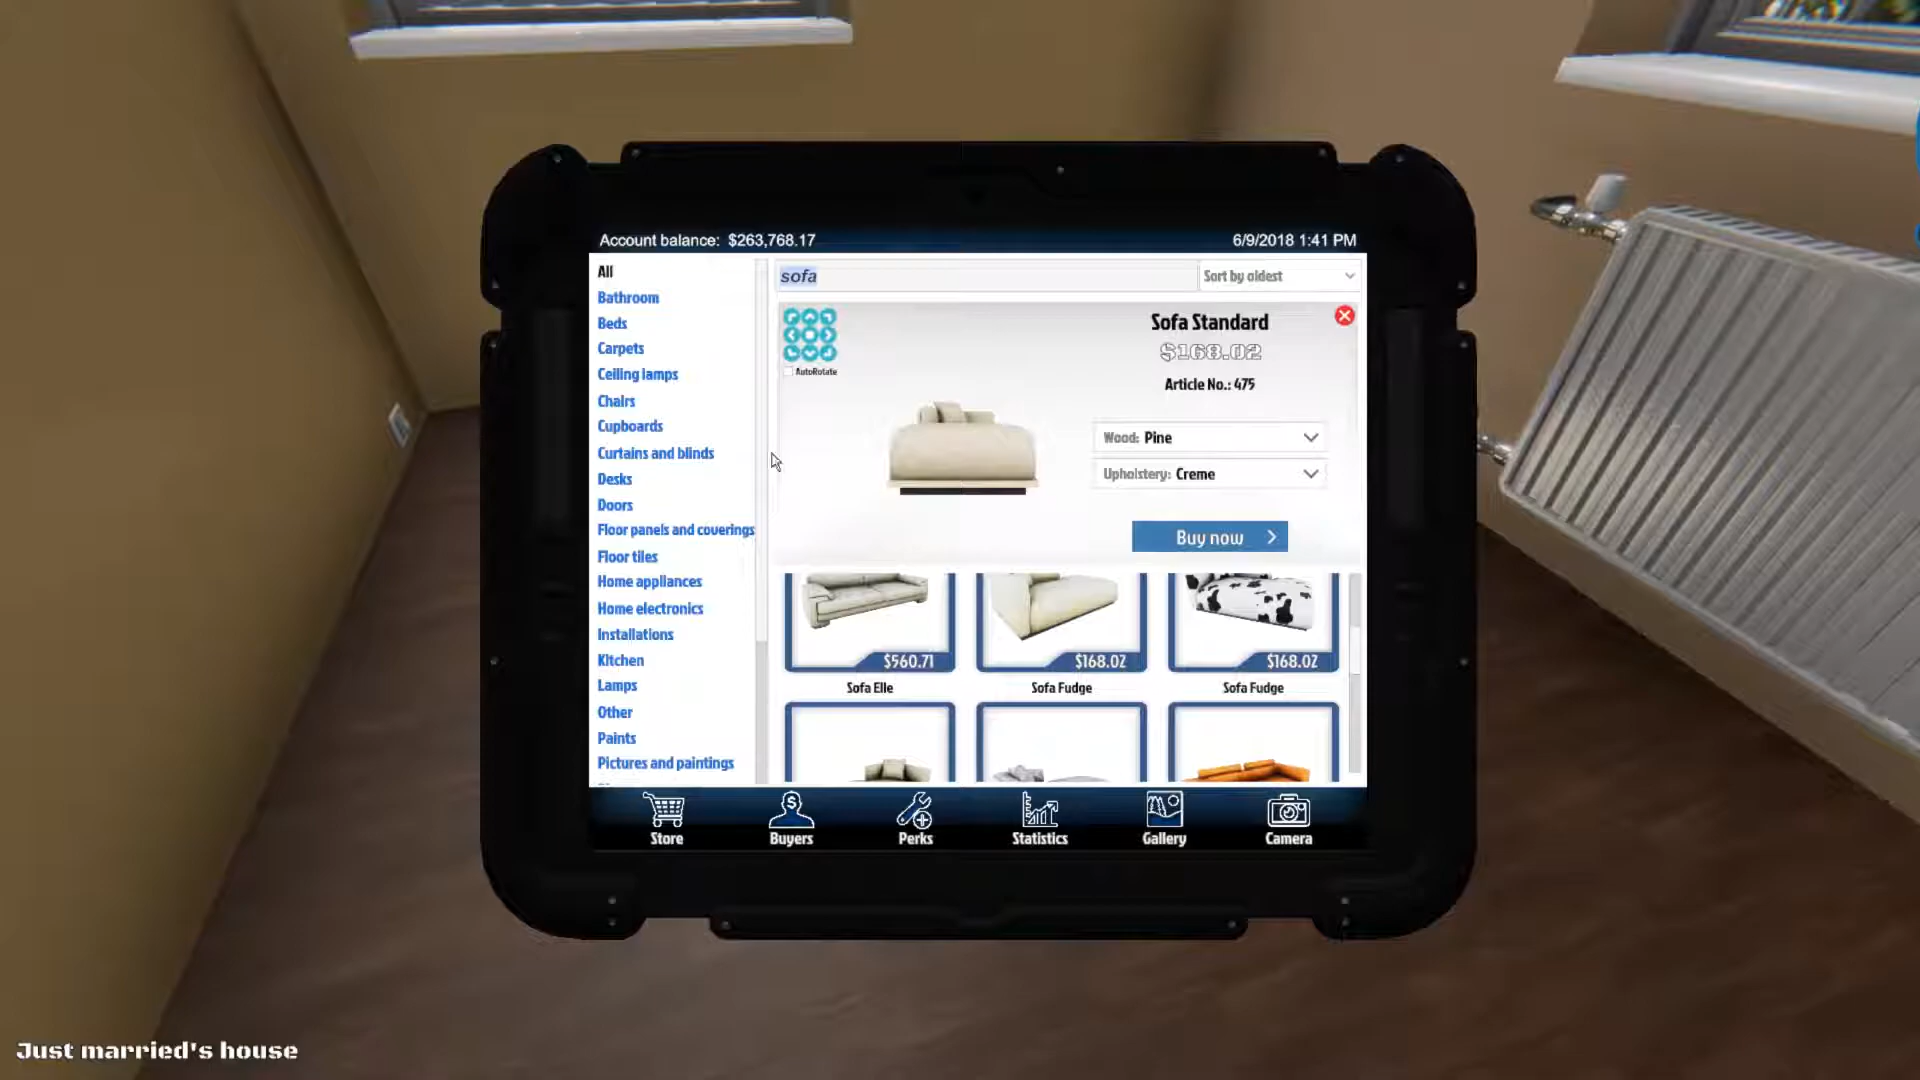 Account balance: $263,768.17
6/9/2018 1:41 PM
All
Bathroom
Beds
Carpets
Ceiling lamps
Chairs
Cupboards
Curtains and blinds
Desks
Doors
Floor panels and coverings
Floor tiles
Home appliances
Home electronics
Installations
Kitchen
Lamps
Other
Paints
Pictures and paintings
sofa
Sort by oldest
AutoRotate
Sofa Standard
$168.02
Article No.: 475
Wood: Pine
Upholstery: Creme
Buy now
$560.71
$168.02
$168.02
Sofa Elle
Sofa Fudge
Sofa Fudge
Store
Buyers
Perks
Statistics
Gallery
Camera
Just married's house